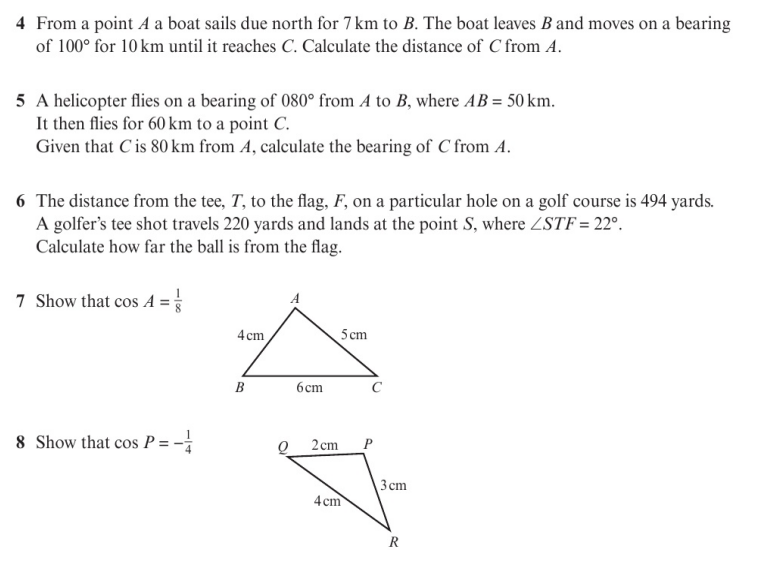 4 From a point A a boat sails due north for 7 km to B. The boat leaves B and moves on a bearing
of 100° for 10 km until it reaches C. Calculate the distance of C from A.
5 A helicopter flies on a bearing of 080° from A to B, where AB = 50 km.
It then flies for 60 km to a point C.
Given that C is 80 km from A, calculate the bearing of C from A.
6 The distance from the tee, T, to the flag, F, on a particular hole on a golf course is 494 yards.
A golfer's tee shot travels 220 yards and lands at the point S, where ∠STF = 22°.
Calculate how far the ball is from the flag.
7 Show that cos A = 1/8
A
4 cm
5 cm
B
6 cm
C
8 Show that cos P = −1/4
Q
2 cm
P
3 cm
4 cm
R